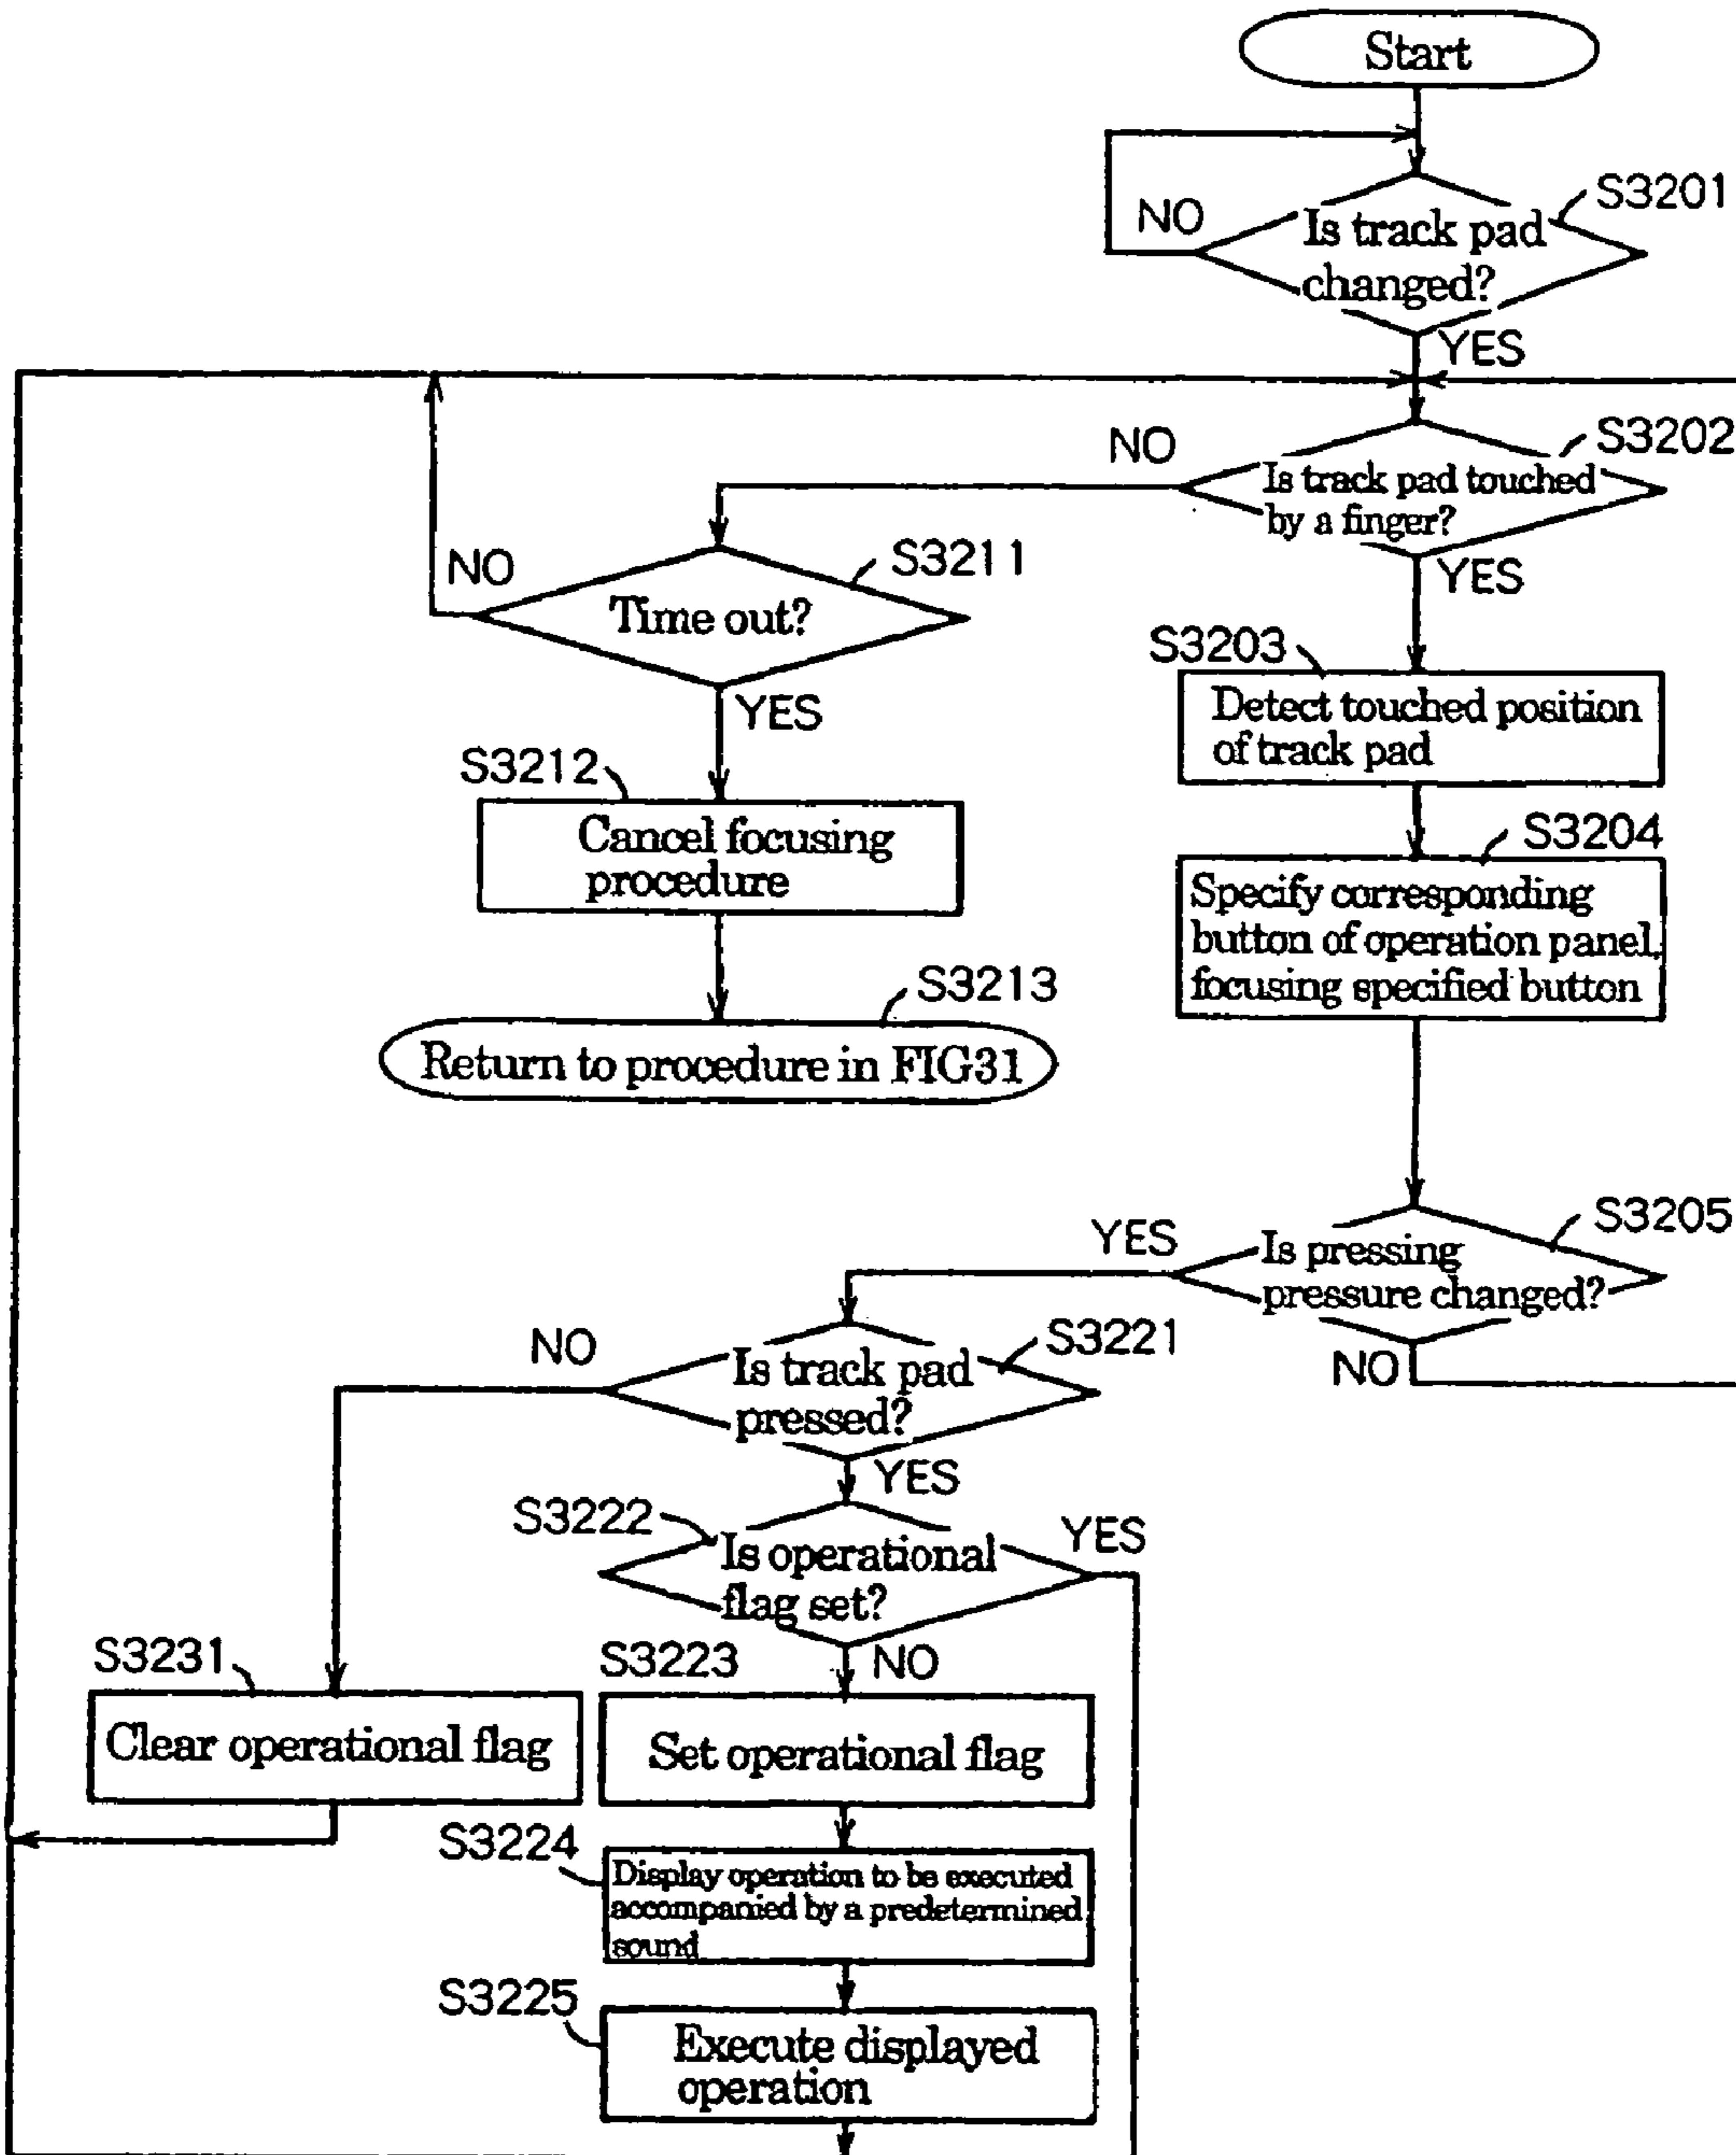 Start
S3201
NO
Is track pad
changed?
YES
S3202
NO
Is track pad touched
by a finger?
YES
S3211
NO
Time out?
YES
S3203
Detect touched position
of track pad
S3212
Cancel focusing
procedure
S3204
Specify corresponding
button of operation panel,
focusing specified button
S3213
Return to procedure in FIG31
S3205
YES
Is pressing
pressure changed?
NO
S3221
NO
Is track pad
pressed?
YES
S3222
YES
Is operational
flag set?
NO
S3231
Clear operational flag
S3223
Set operational flag
S3224
Display operation to be executed
accompanied by a predetermined
sound
S3225
Execute displayed
operation